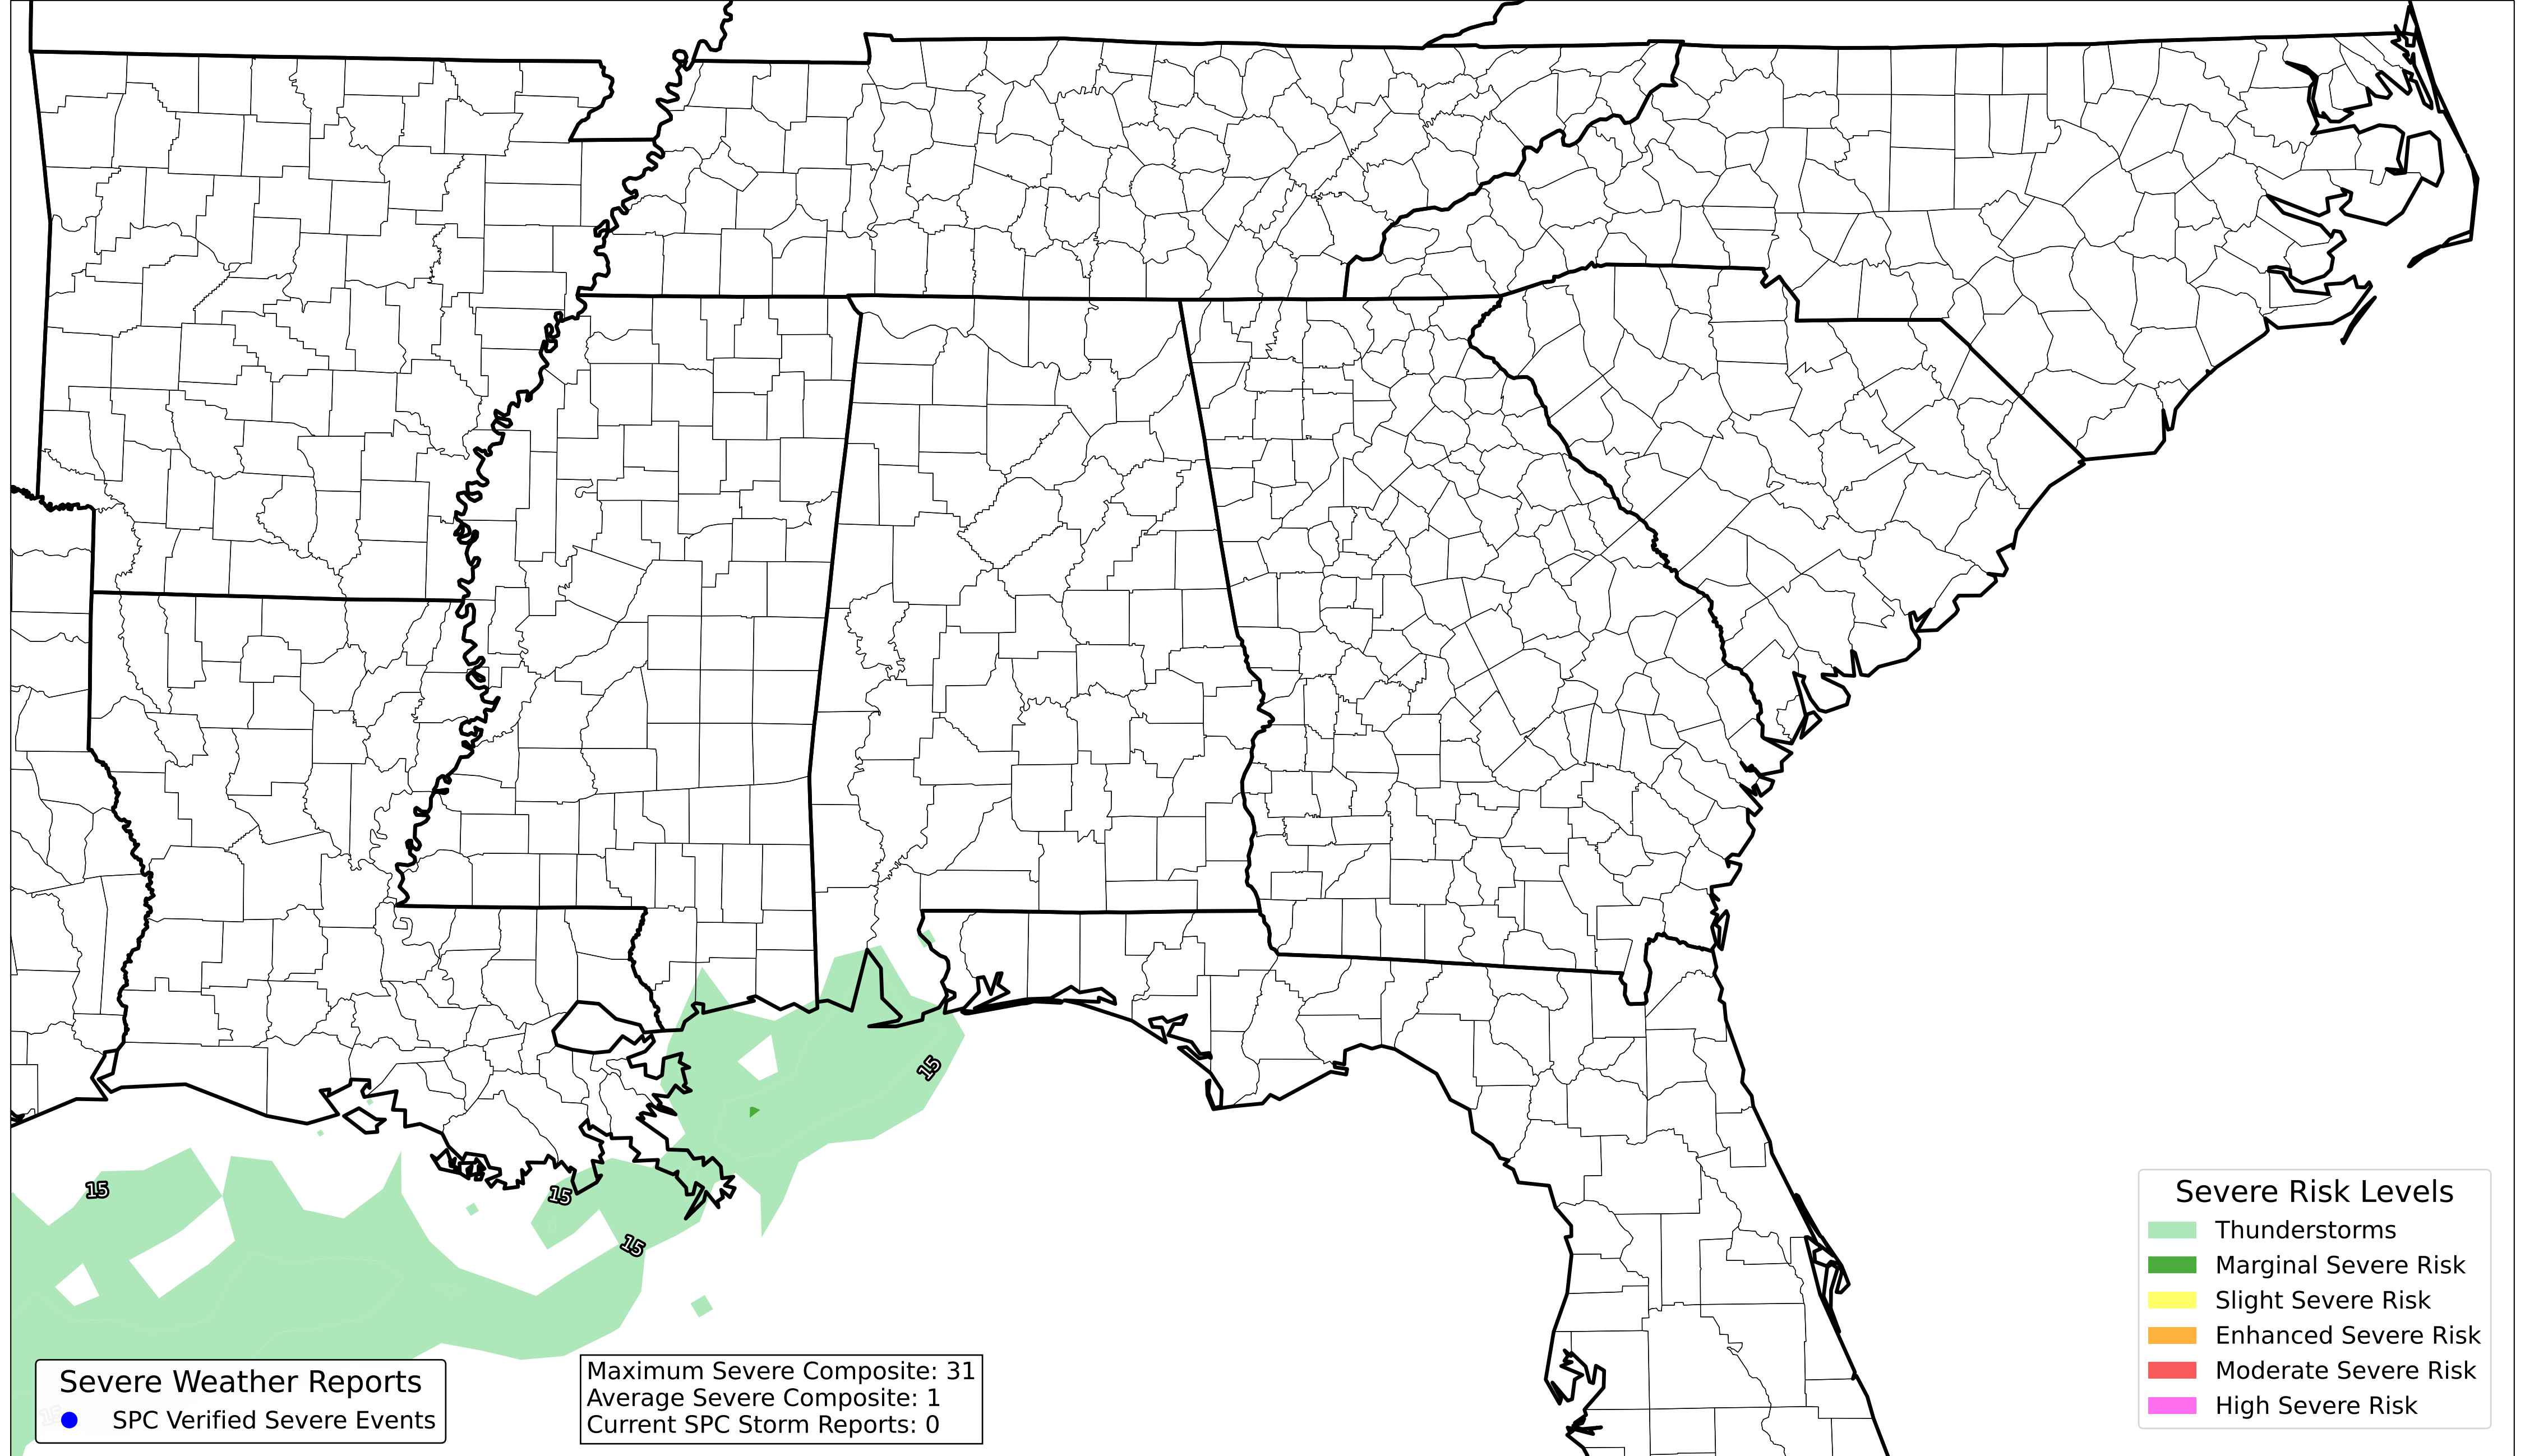 15
15
15
15
Severe Weather Reports
SPC Verified Severe Events
15
Maximum Severe Composite: 31
Average Severe Composite: 1
Current SPC Storm Reports: 0
Severe Risk Levels
Thunderstorms
Marginal Severe Risk
Slight Severe Risk
Enhanced Severe Risk
Moderate Severe Risk
High Severe Risk